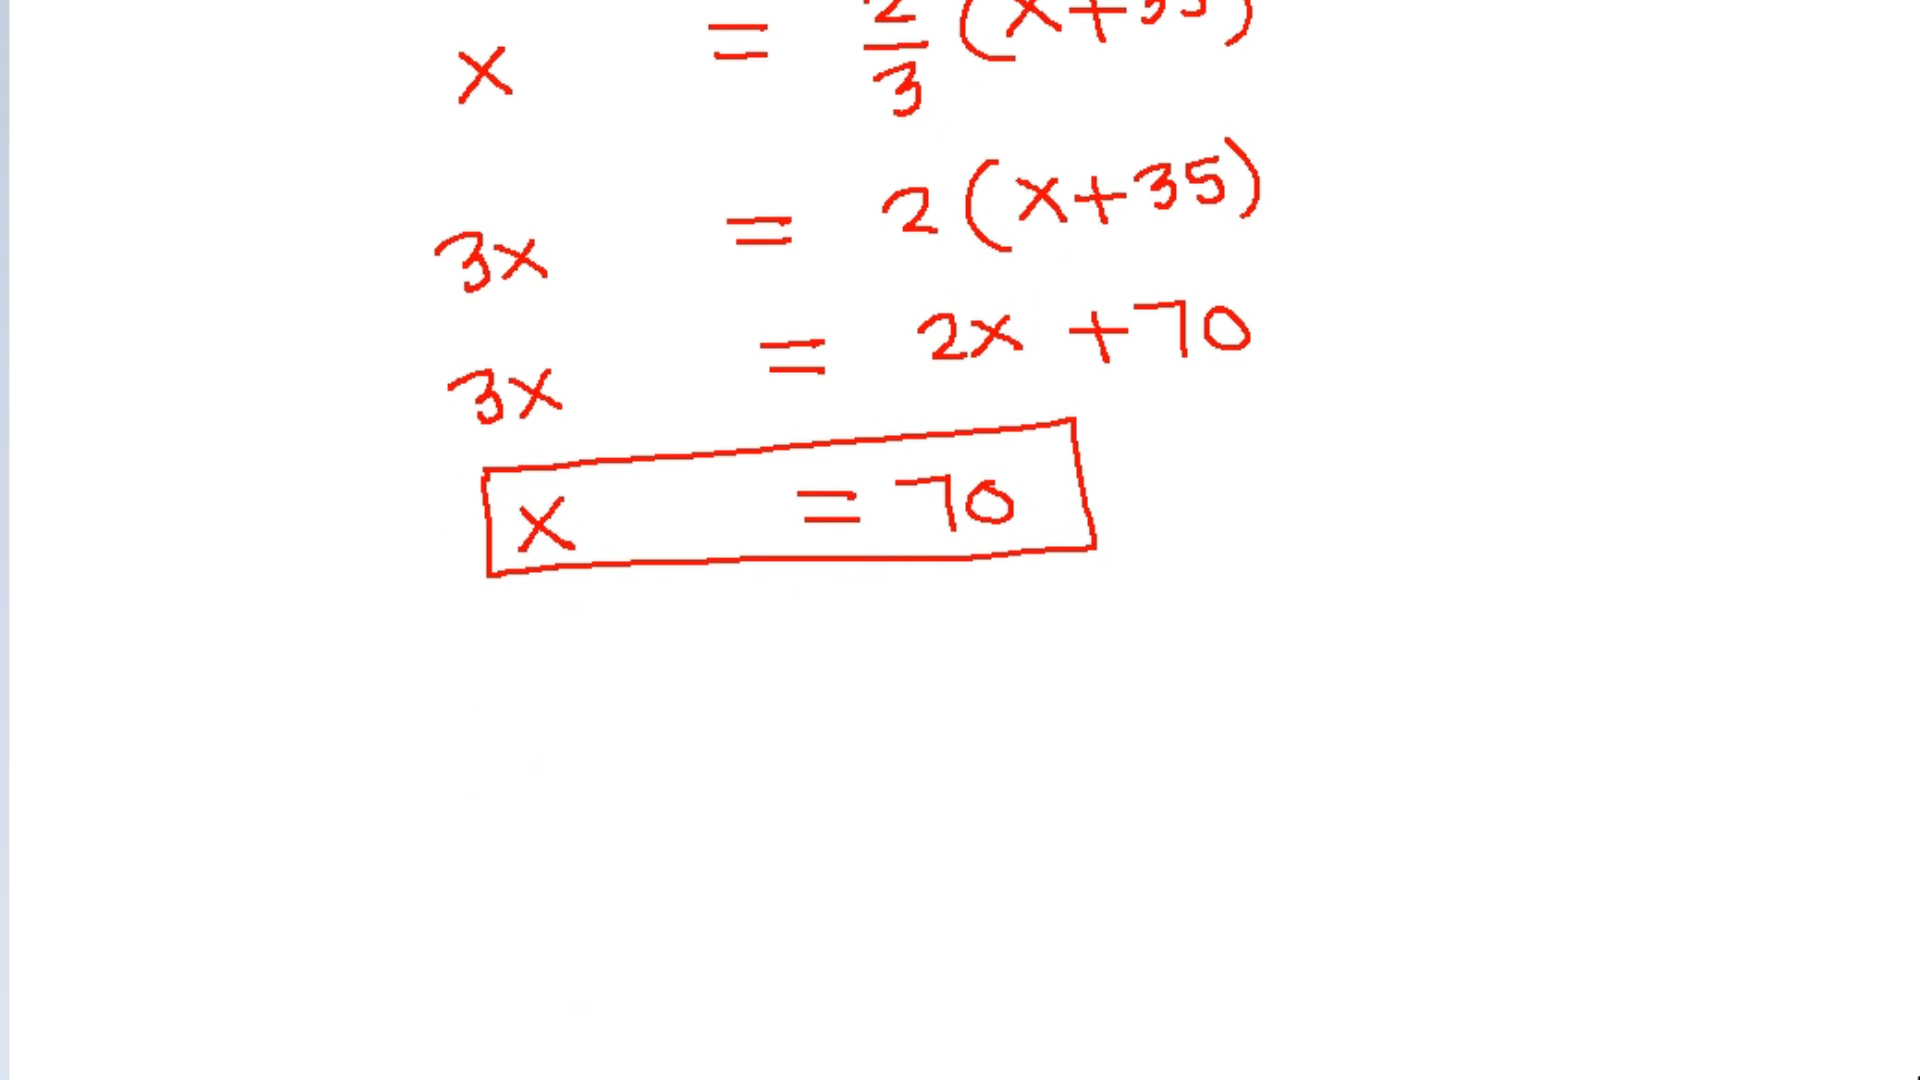 x = 2/3 (x+35)
3x = 2(x+35)
3x = 2x +70
x = 70